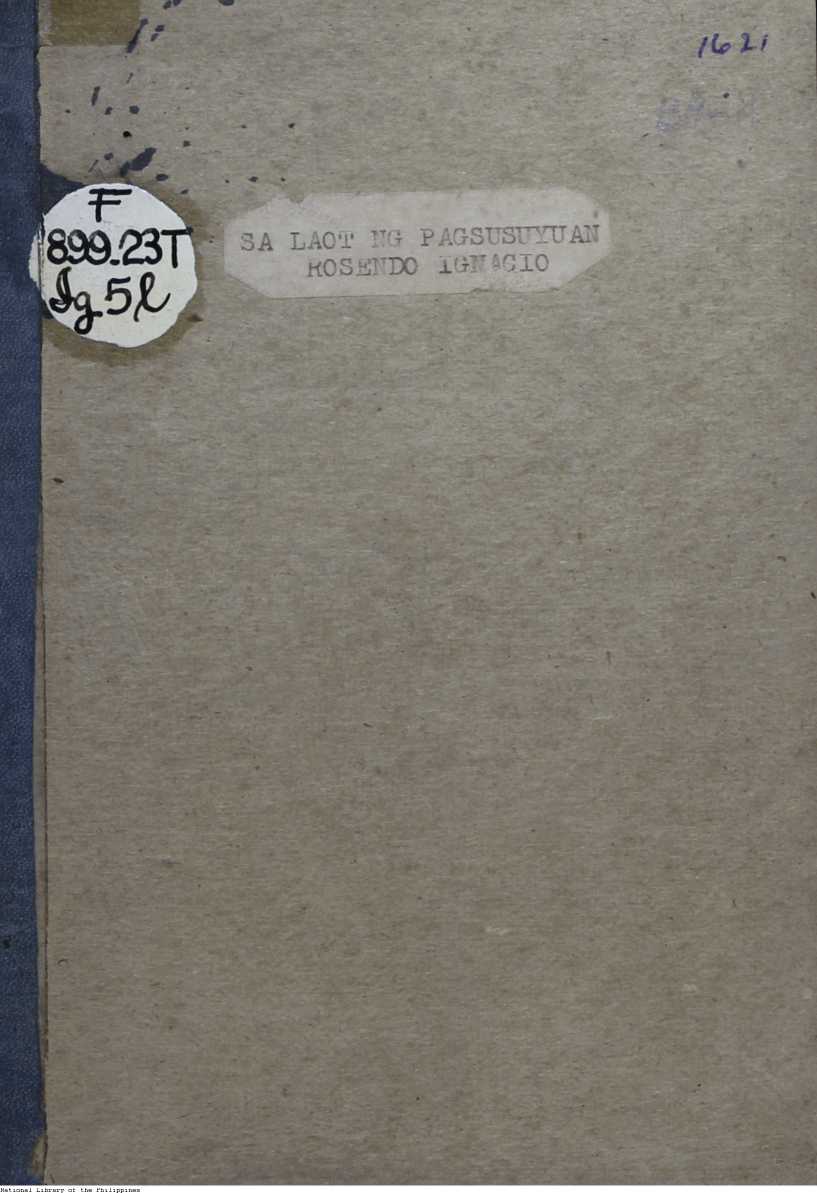 1621
F
899.23T
Ig5l
SA LAOT NG PAGSUSUYUAN
ROSENDO IGNACIO
National Library of the Philippines